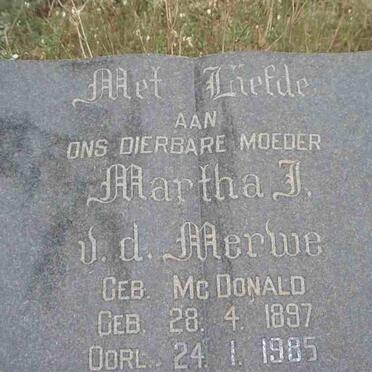 Met Liefde
AAN
ONS DIERBARE MOEDER
Martha J.
v. d. Merwe
GEB. McDONALD
GEB. 28. 4. 1897
OORL. 24. 1. 1985